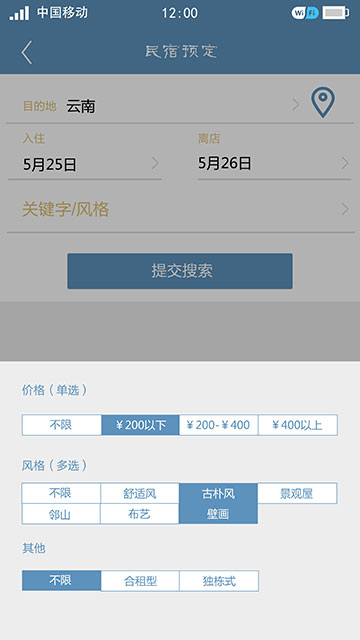 中国移动 12:00 WiFi
民宿预定
目的地 云南
入住 离店
5月25日 5月26日
关键字/风格
提交搜索
价格（单选）
不限 ¥200以下 ¥200-¥400 ¥400以上
风格（多选）
不限 舒适风 古朴风 景观屋
邻山 布艺 壁画
其他
不限 合租型 独栋式